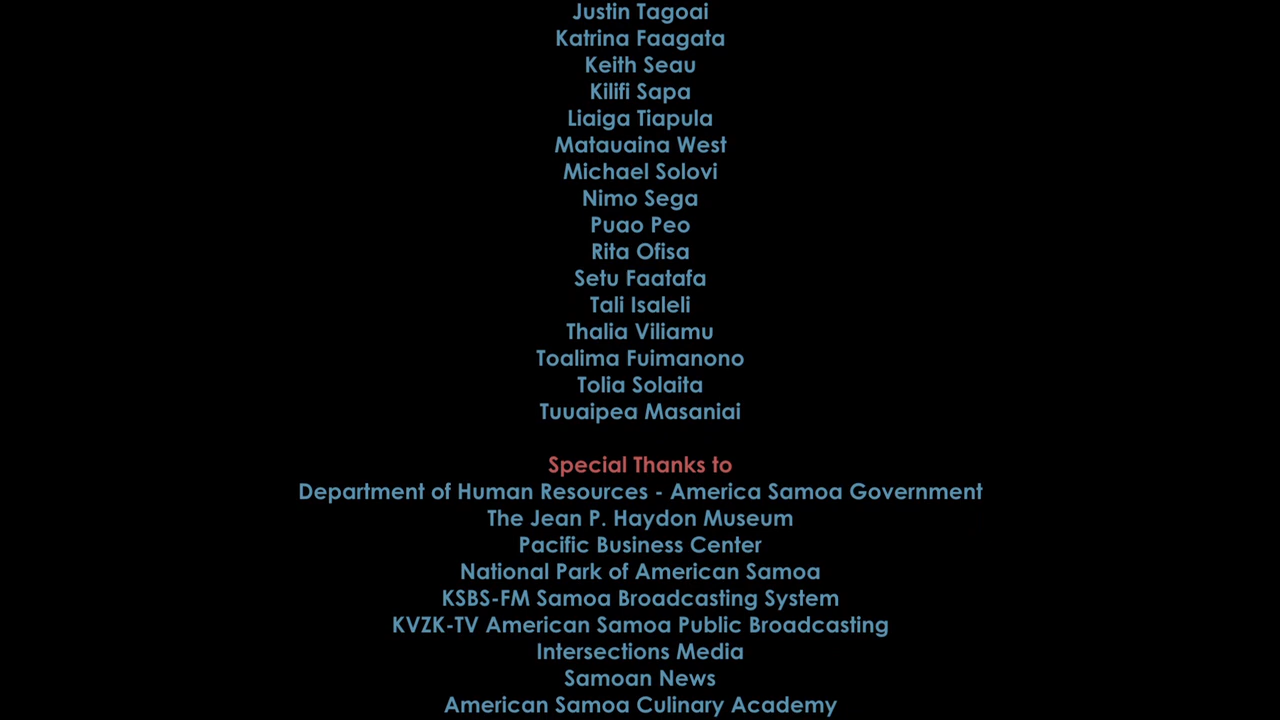 Justin Tagoai
Katrina Faagata
Keith Seau
Kilifi Sapa
Liaiga Tiapula
Matauaina West
Michael Solovi
Nimo Sega
Puao Peo
Rita Ofisa
Setu Faatafa
Tali Isaleli
Thalia Viliamu
Toalima Fuimanono
Tolia Solaita
Tuuaipea Masaniai
Special Thanks to
Department of Human Resources - America Samoa Government
The Jean P. Haydon Museum
Pacific Business Center
National Park of American Samoa
KSBS-FM Samoa Broadcasting System
KVZK-TV American Samoa Public Broadcasting
Intersections Media
Samoan News
American Samoa Culinary Academy